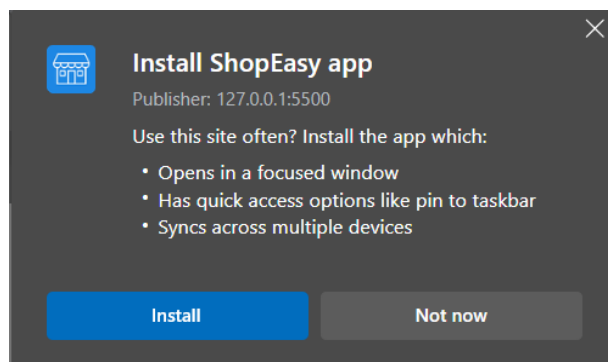 Install ShopEasy app
Publisher: 127.0.0.1:5500
Use this site often? Install the app which:
• Opens in a focused window
• Has quick access options like pin to taskbar
• Syncs across multiple devices
Install
Not now